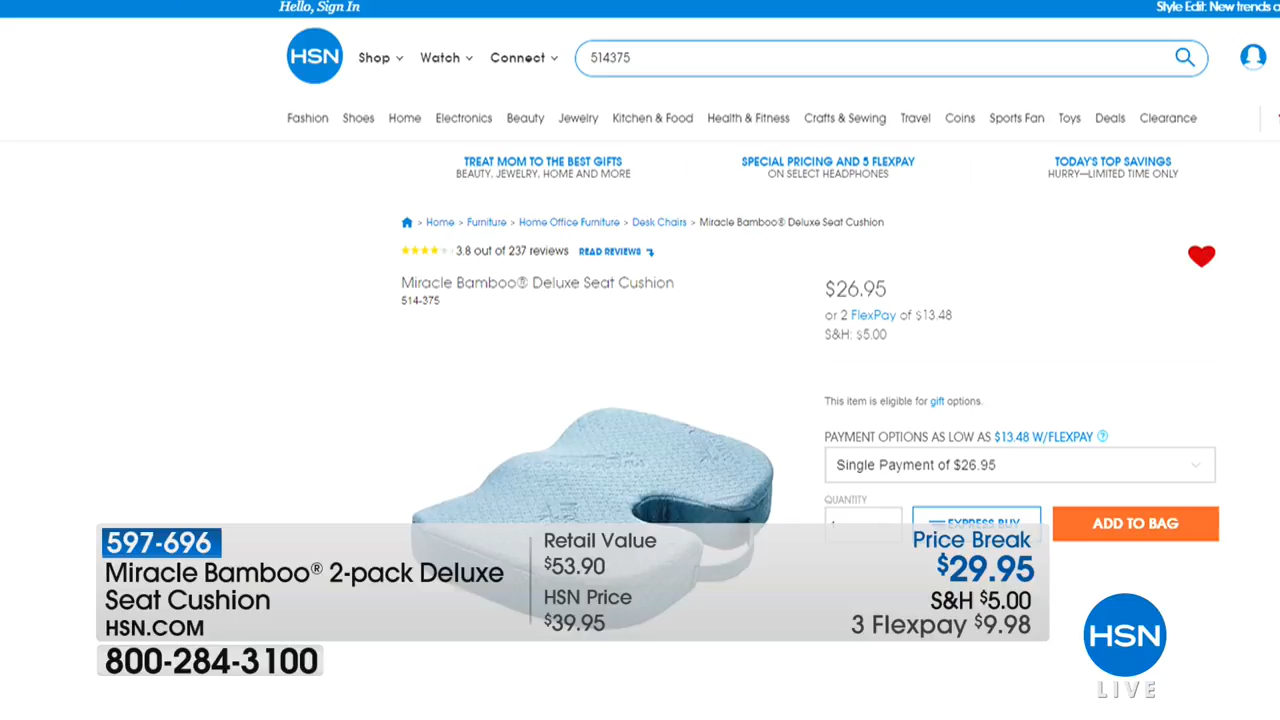 Hello, Sign In
Style Edit: New trends a
HSN
Shop
Watch
Connect
514375
Fashion
Shoes
Home
Electronics
Beauty
Jewelry
Kitchen & Food
Health & Fitness
Crafts & Sewing
Travel
Coins
Sports Fan
Toys
Deals
Clearance
TREAT MOM TO THE BEST GIFTS
BEAUTY, JEWELRY, HOME AND MORE
SPECIAL PRICING AND 5 FLEXPAY
ON SELECT HEADPHONES
TODAY'S TOP SAVINGS
HURRY—LIMITED TIME ONLY
> Home > Furniture > Home Office Furniture > Desk Chairs > Miracle Bamboo® Deluxe Seat Cushion
3.8 out of 237 reviews READ REVIEWS
Miracle Bamboo® Deluxe Seat Cushion
514-375
$26.95
or 2 FlexPay of $13.48
S&H: $5.00
This item is eligible for gift options.
PAYMENT OPTIONS AS LOW AS $13.48 W/FLEXPAY ?
Single Payment of $26.95
QUANTITY
EXPRESS BUY
ADD TO BAG
597-696
Miracle Bamboo® 2-pack Deluxe
Seat Cushion
HSN.COM
800-284-3100
Retail Value
$53.90
HSN Price
$39.95
Price Break
$29.95
S&H $5.00
3 Flexpay $9.98
HSN
LIVE